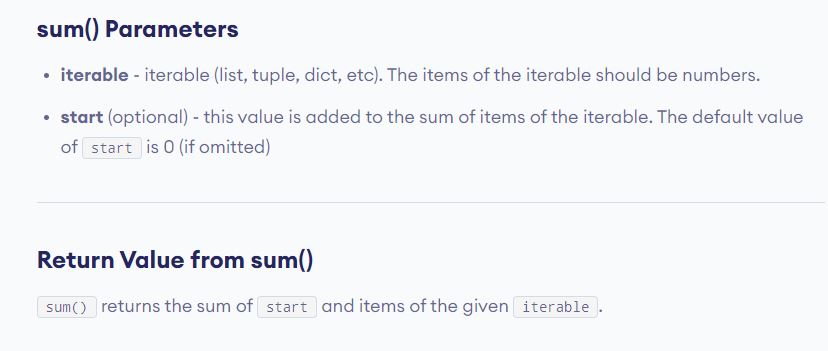 sum() Parameters
• iterable - iterable (list, tuple, dict, etc). The items of the iterable should be numbers.
• start (optional) - this value is added to the sum of items of the iterable. The default value
of start is 0 (if omitted)
Return Value from sum()
sum() returns the sum of start and items of the given iterable.